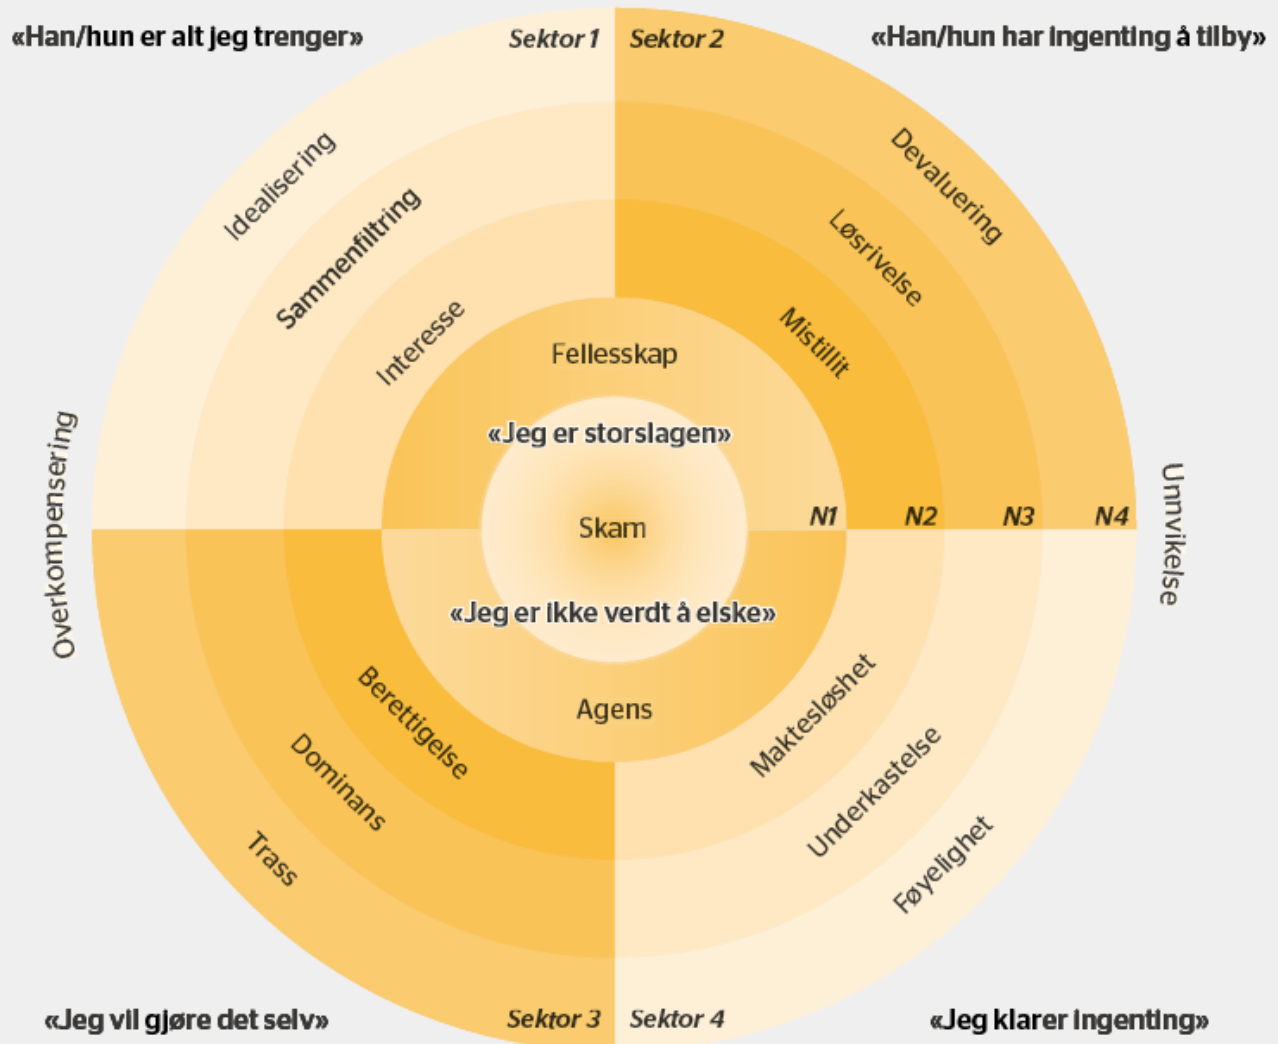 «Han/hun er alt jeg trenger»
Sektor 1
Sektor 2
«Han/hun har ingenting å tilby»
Idealisering
Sammenfiltring
Interesse
Devaluering
Løsrivelse
Mistillit
Fellesskap
«Jeg er storslagen»
Skam
«Jeg er ikke verdt å elske»
Agens
N1
N2
N3
N4
Overkompensering
Unnvikelse
Berettigelse
Dominans
Trass
Maktesløshet
Underkastelse
Føyelighet
«Jeg vil gjøre det selv»
Sektor 3
Sektor 4
«Jeg klarer ingenting»